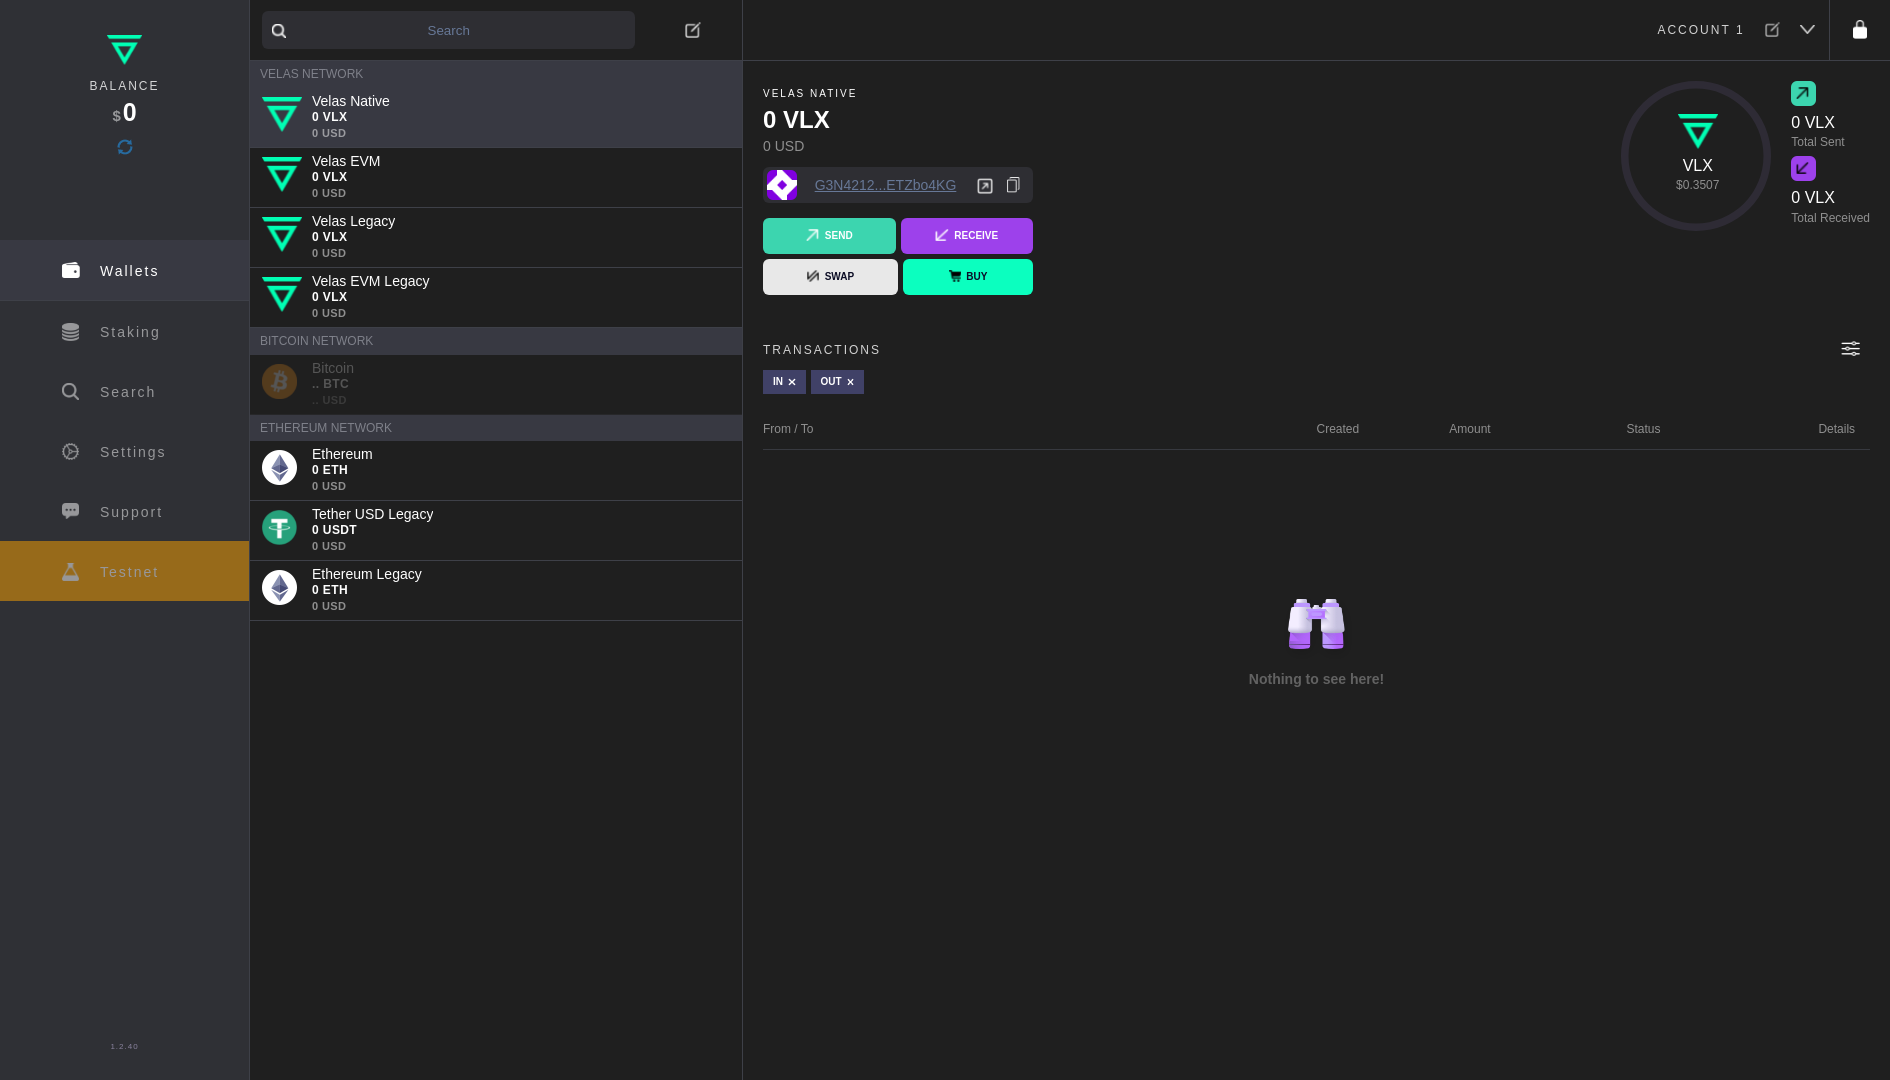 BALANCE
$0
Wallets
Staking
Search
Settings
Support
Testnet
1.2.40
Search
VELAS NETWORK
Velas Native
0 VLX
0 USD
Velas EVM
0 VLX
0 USD
Velas Legacy
0 VLX
0 USD
Velas EVM Legacy
0 VLX
0 USD
BITCOIN NETWORK
Bitcoin
.. BTC
.. USD
ETHEREUM NETWORK
Ethereum
0 ETH
0 USD
Tether USD Legacy
0 USDT
0 USD
Ethereum Legacy
0 ETH
0 USD
ACCOUNT 1
VELAS NATIVE
0 VLX
0 USD
G3N4212...ETZbo4KG
SEND RECEIVE
SWAP BUY
VLX
$0.3507
0 VLX
Total Sent
0 VLX
Total Received
TRANSACTIONS
IN × OUT ×
From / To Created Amount Status Details
Nothing to see here!